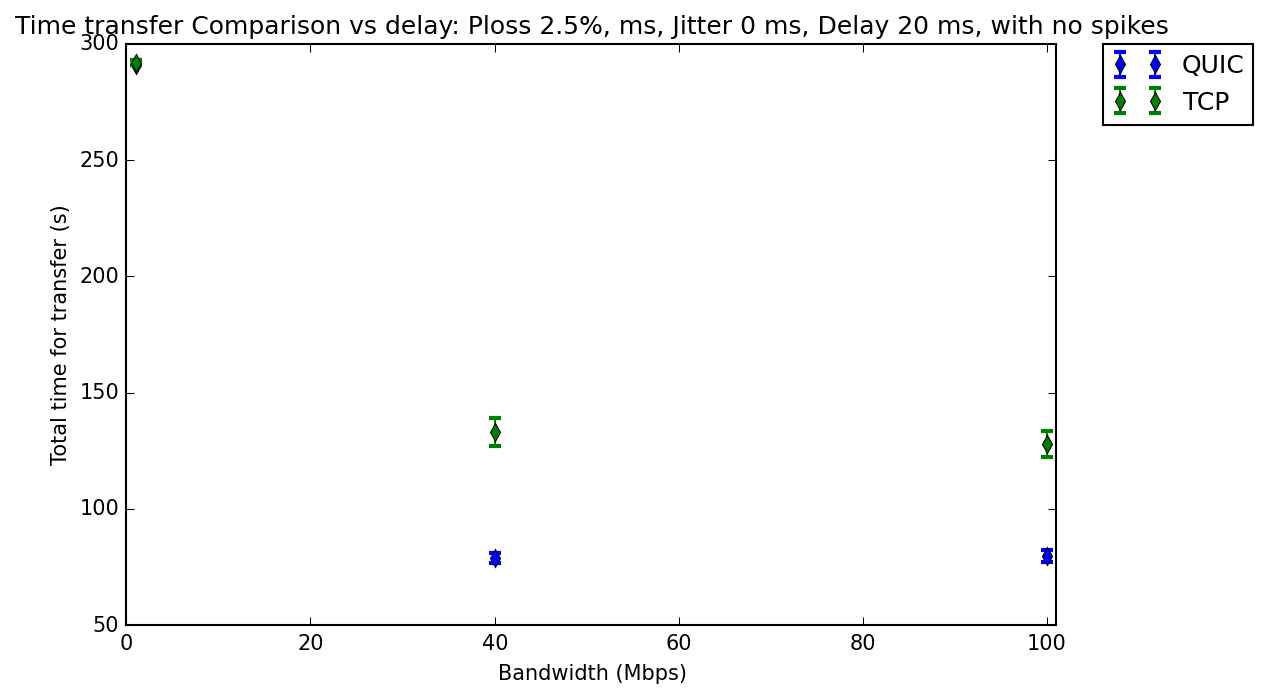 Time transfer Comparison vs delay: Ploss 2.5%, ms, Jitter 0 ms, Delay 20 ms, with no spikes
QUIC
TCP
300
250
200
150
100
50
Total time for transfer (s)
0 20 40 60 80 100
Bandwidth (Mbps)